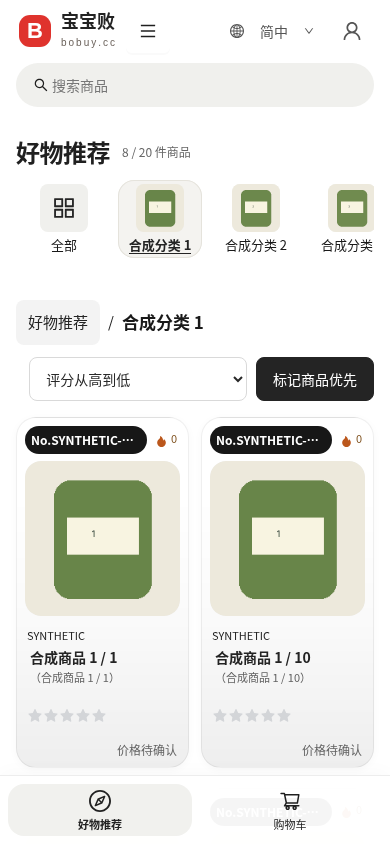 B 宝宝败
bobuy.cc
简中
搜索商品
好物推荐 8 / 20 件商品
全部 合成分类 1 合成分类 2 合成分类
好物推荐 / 合成分类 1
评分从高到低 标记商品优先
No.SYNTHETIC-··· 0 No.SYNTHETIC-··· 0
1 1
SYNTHETIC SYNTHETIC
合成商品 1 / 1 合成商品 1 / 10
（合成商品 1 / 1） （合成商品 1 / 10）
价格待确认 价格待确认
No.SYNTHETIC-··· 0
好物推荐 购物车